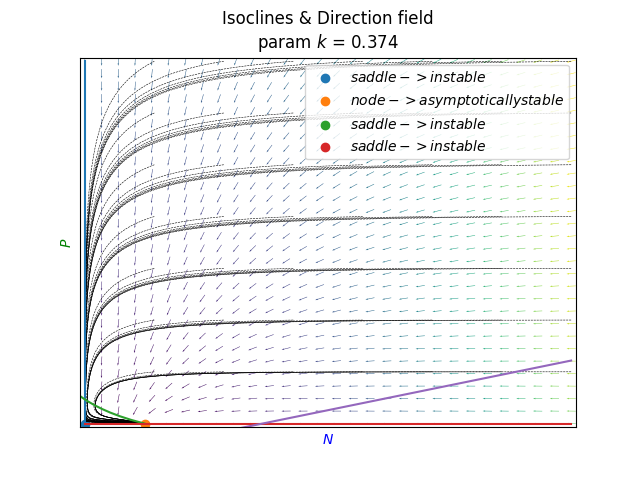 Isoclines & Direction field
param k = 0.374
saddle->instable
node->asymptoticallystable
saddle->instable
saddle->instable
P
N